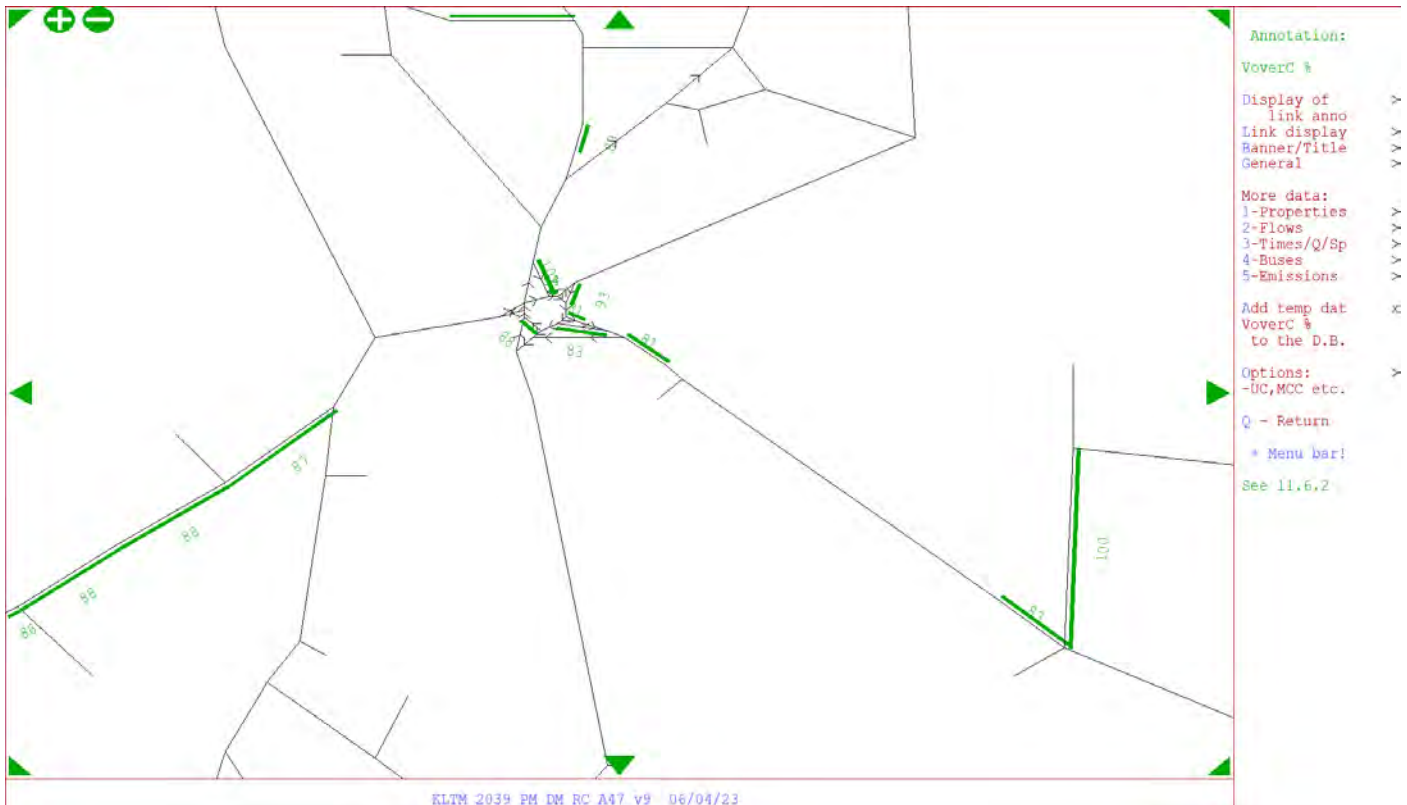 Annotation:
VoverC %
Display of >
link anno
Link display >
Banner/Title >
General >
More data:
1-Properties >
2-Flows >
3-Times/Q/Sp >
4-Buses >
5-Emissions >
Add temp dat
VoverC %
to the D.B.
Options: >
-UC,MCC etc.
Q - Return
* Menu bar!
See 11.6.2
93
83
81
87
88
88
86
100
KLTM 2039 PM DM RC A47 v9 06/04/23